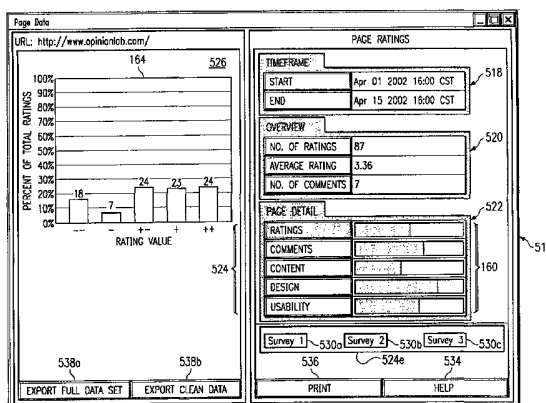 Page Data
URL: http://www.opinionlab.com/
164
526
PERCENT OF TOTAL RATINGS
100%
90%
80%
70%
60%
50%
40%
30%
20%
10%
0%
18
7
24
23
24
-- - +- + ++
RATING VALUE
524
538a
538b
EXPORT FULL DATA SET
EXPORT CLEAN DATA
PAGE RATINGS
TIMEFRAME
START Apr 01 2002 16:00 CST
END Apr 15 2002 16:00 CST
518
OVERVIEW
NO. OF RATINGS 87
AVERAGE RATING 3.36
NO. OF COMMENTS 7
520
PAGE DETAIL
522
RATINGS
COMMENTS
CONTENT
DESIGN
USABILITY
160
51
Survey 1 530a Survey 2 530b Survey 3 530c
536
524e
534
PRINT
HELP